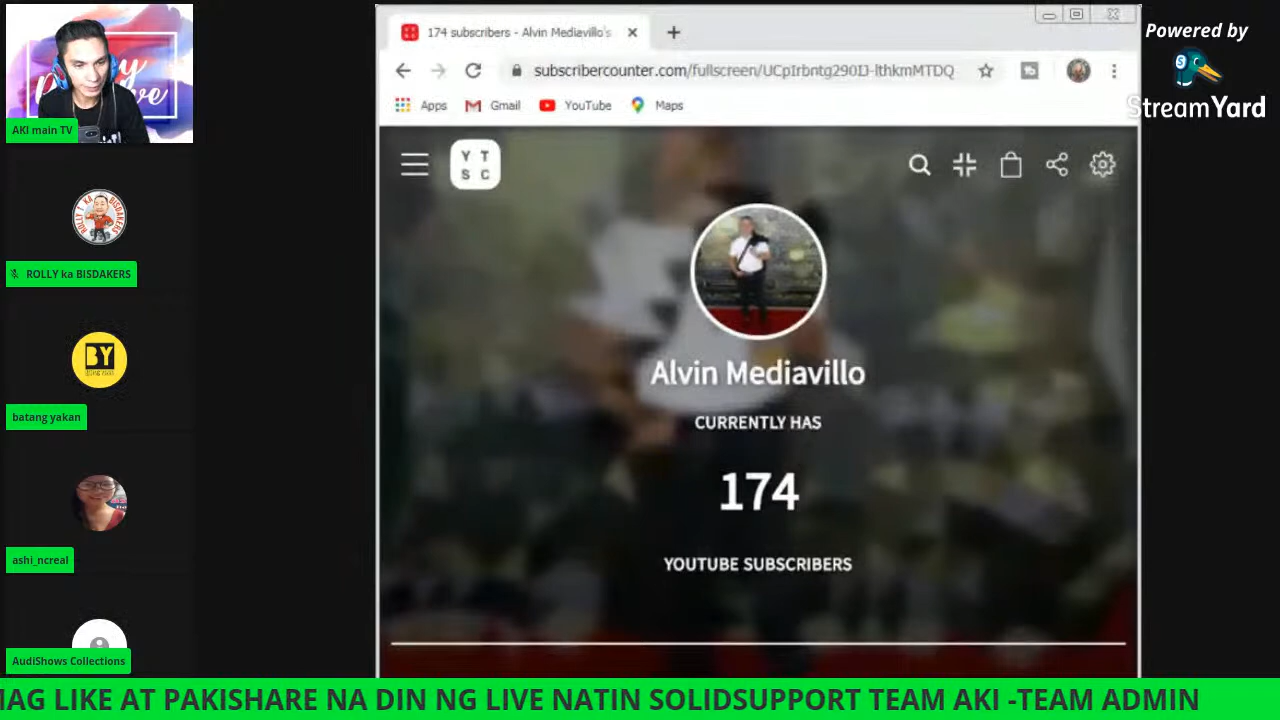 174 subscribers - Alvin Mediavillo's
subscribercounter.com/fullscreen/UCpIrbntg290IJ-lthkmMTDQ
Apps Gmail YouTube Maps
Powered by
StreamYard
AKI main TV
ROLLY ka BISDAKERS
BY
batang yakan
ashi_ncreal
AudiShows Collections
Y T
S C
Alvin Mediavillo
CURRENTLY HAS
174
YOUTUBE SUBSCRIBERS
MAG LIKE AT PAKISHARE NA DIN NG LIVE NATIN SOLIDSUPPORT TEAM AKI -TEAM ADMIN